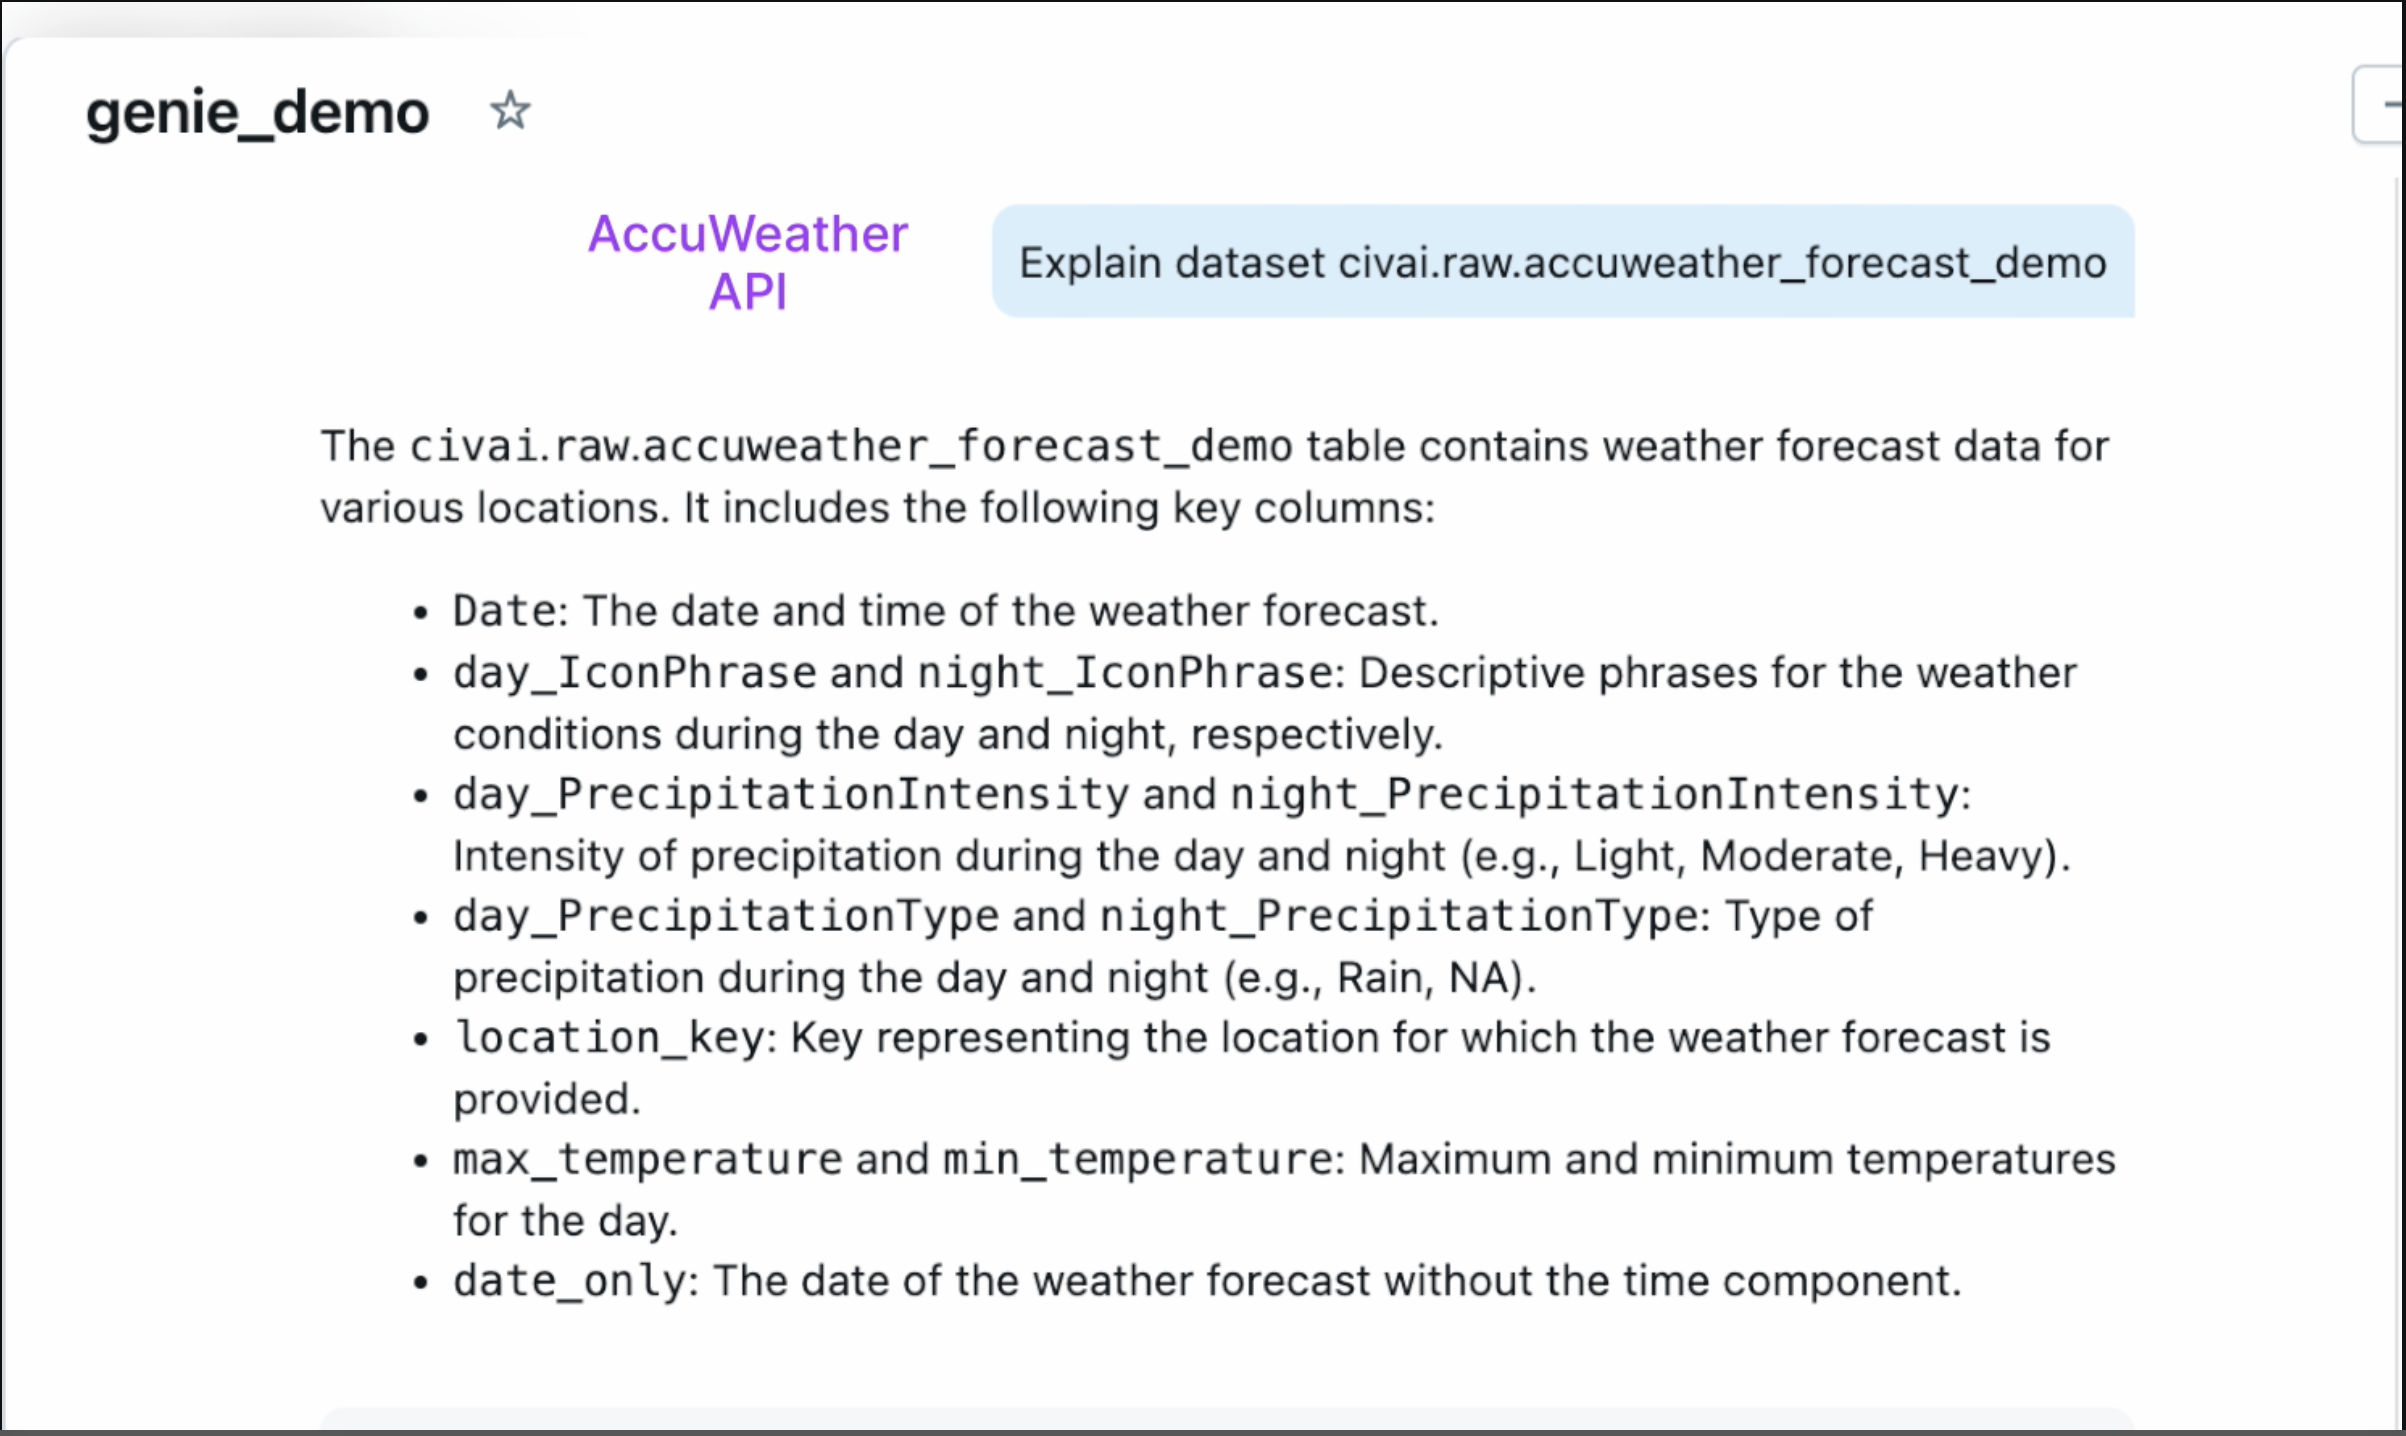 genie_demo
AccuWeather
API
Explain dataset civai.raw.accuweather_forecast_demo
The civai.raw.accuweather_forecast_demo table contains weather forecast data for
various locations. It includes the following key columns:
• Date: The date and time of the weather forecast.
• day_IconPhrase and night_IconPhrase: Descriptive phrases for the weather
conditions during the day and night, respectively.
• day_PrecipitationIntensity and night_PrecipitationIntensity:
Intensity of precipitation during the day and night (e.g., Light, Moderate, Heavy).
• day_PrecipitationType and night_PrecipitationType: Type of
precipitation during the day and night (e.g., Rain, NA).
• location_key: Key representing the location for which the weather forecast is
provided.
• max_temperature and min_temperature: Maximum and minimum temperatures
for the day.
• date_only: The date of the weather forecast without the time component.